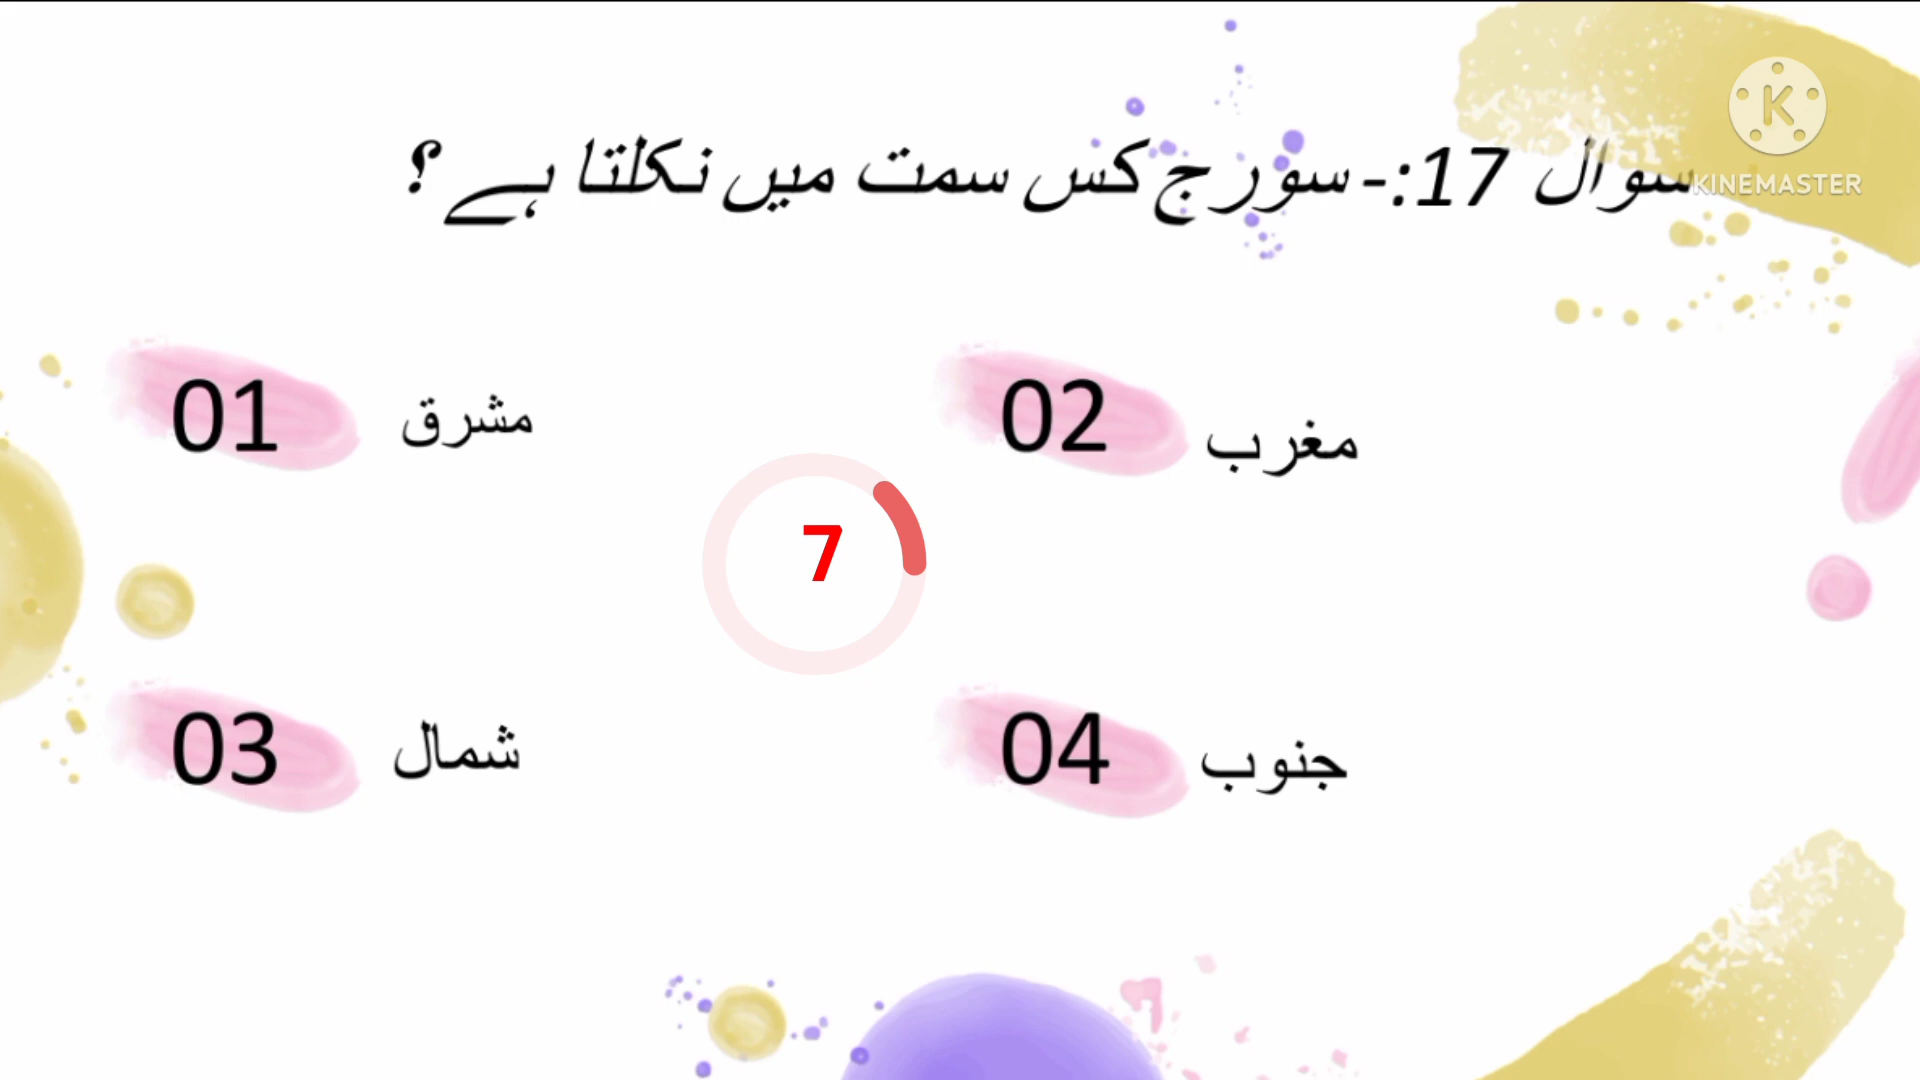 سوال 17:- سورج کس سمت میں نکلتا ہے ؟
KINEMASTER
01 مشرق
02 مغرب
7
03 شمال
04 جنوب